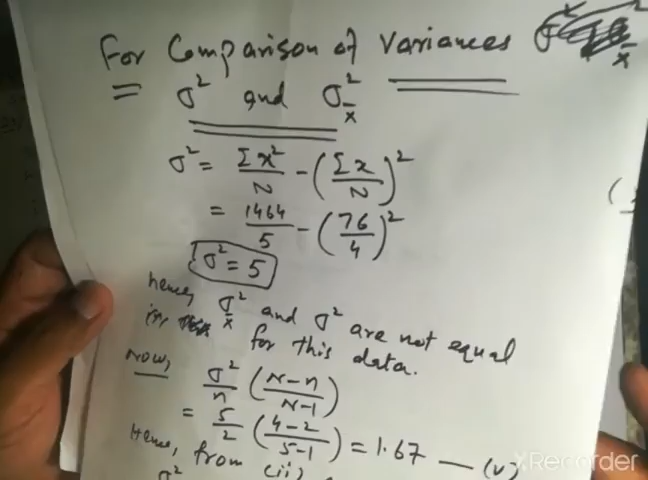 For Comparison of Variances
σ² and σ²x̄
σ² = Σx²/N - (Σx/N)²
= 1464/5 - (76/4)²
σ² = 5
hence, σ²x̄ and σ² are not equal
for this data.
Now, σ²/n (N-n/N-1)
= 5/2 (4-2/5-1) = 1.67 — (v)
Hence, from (ii)
σ²
XRecorder